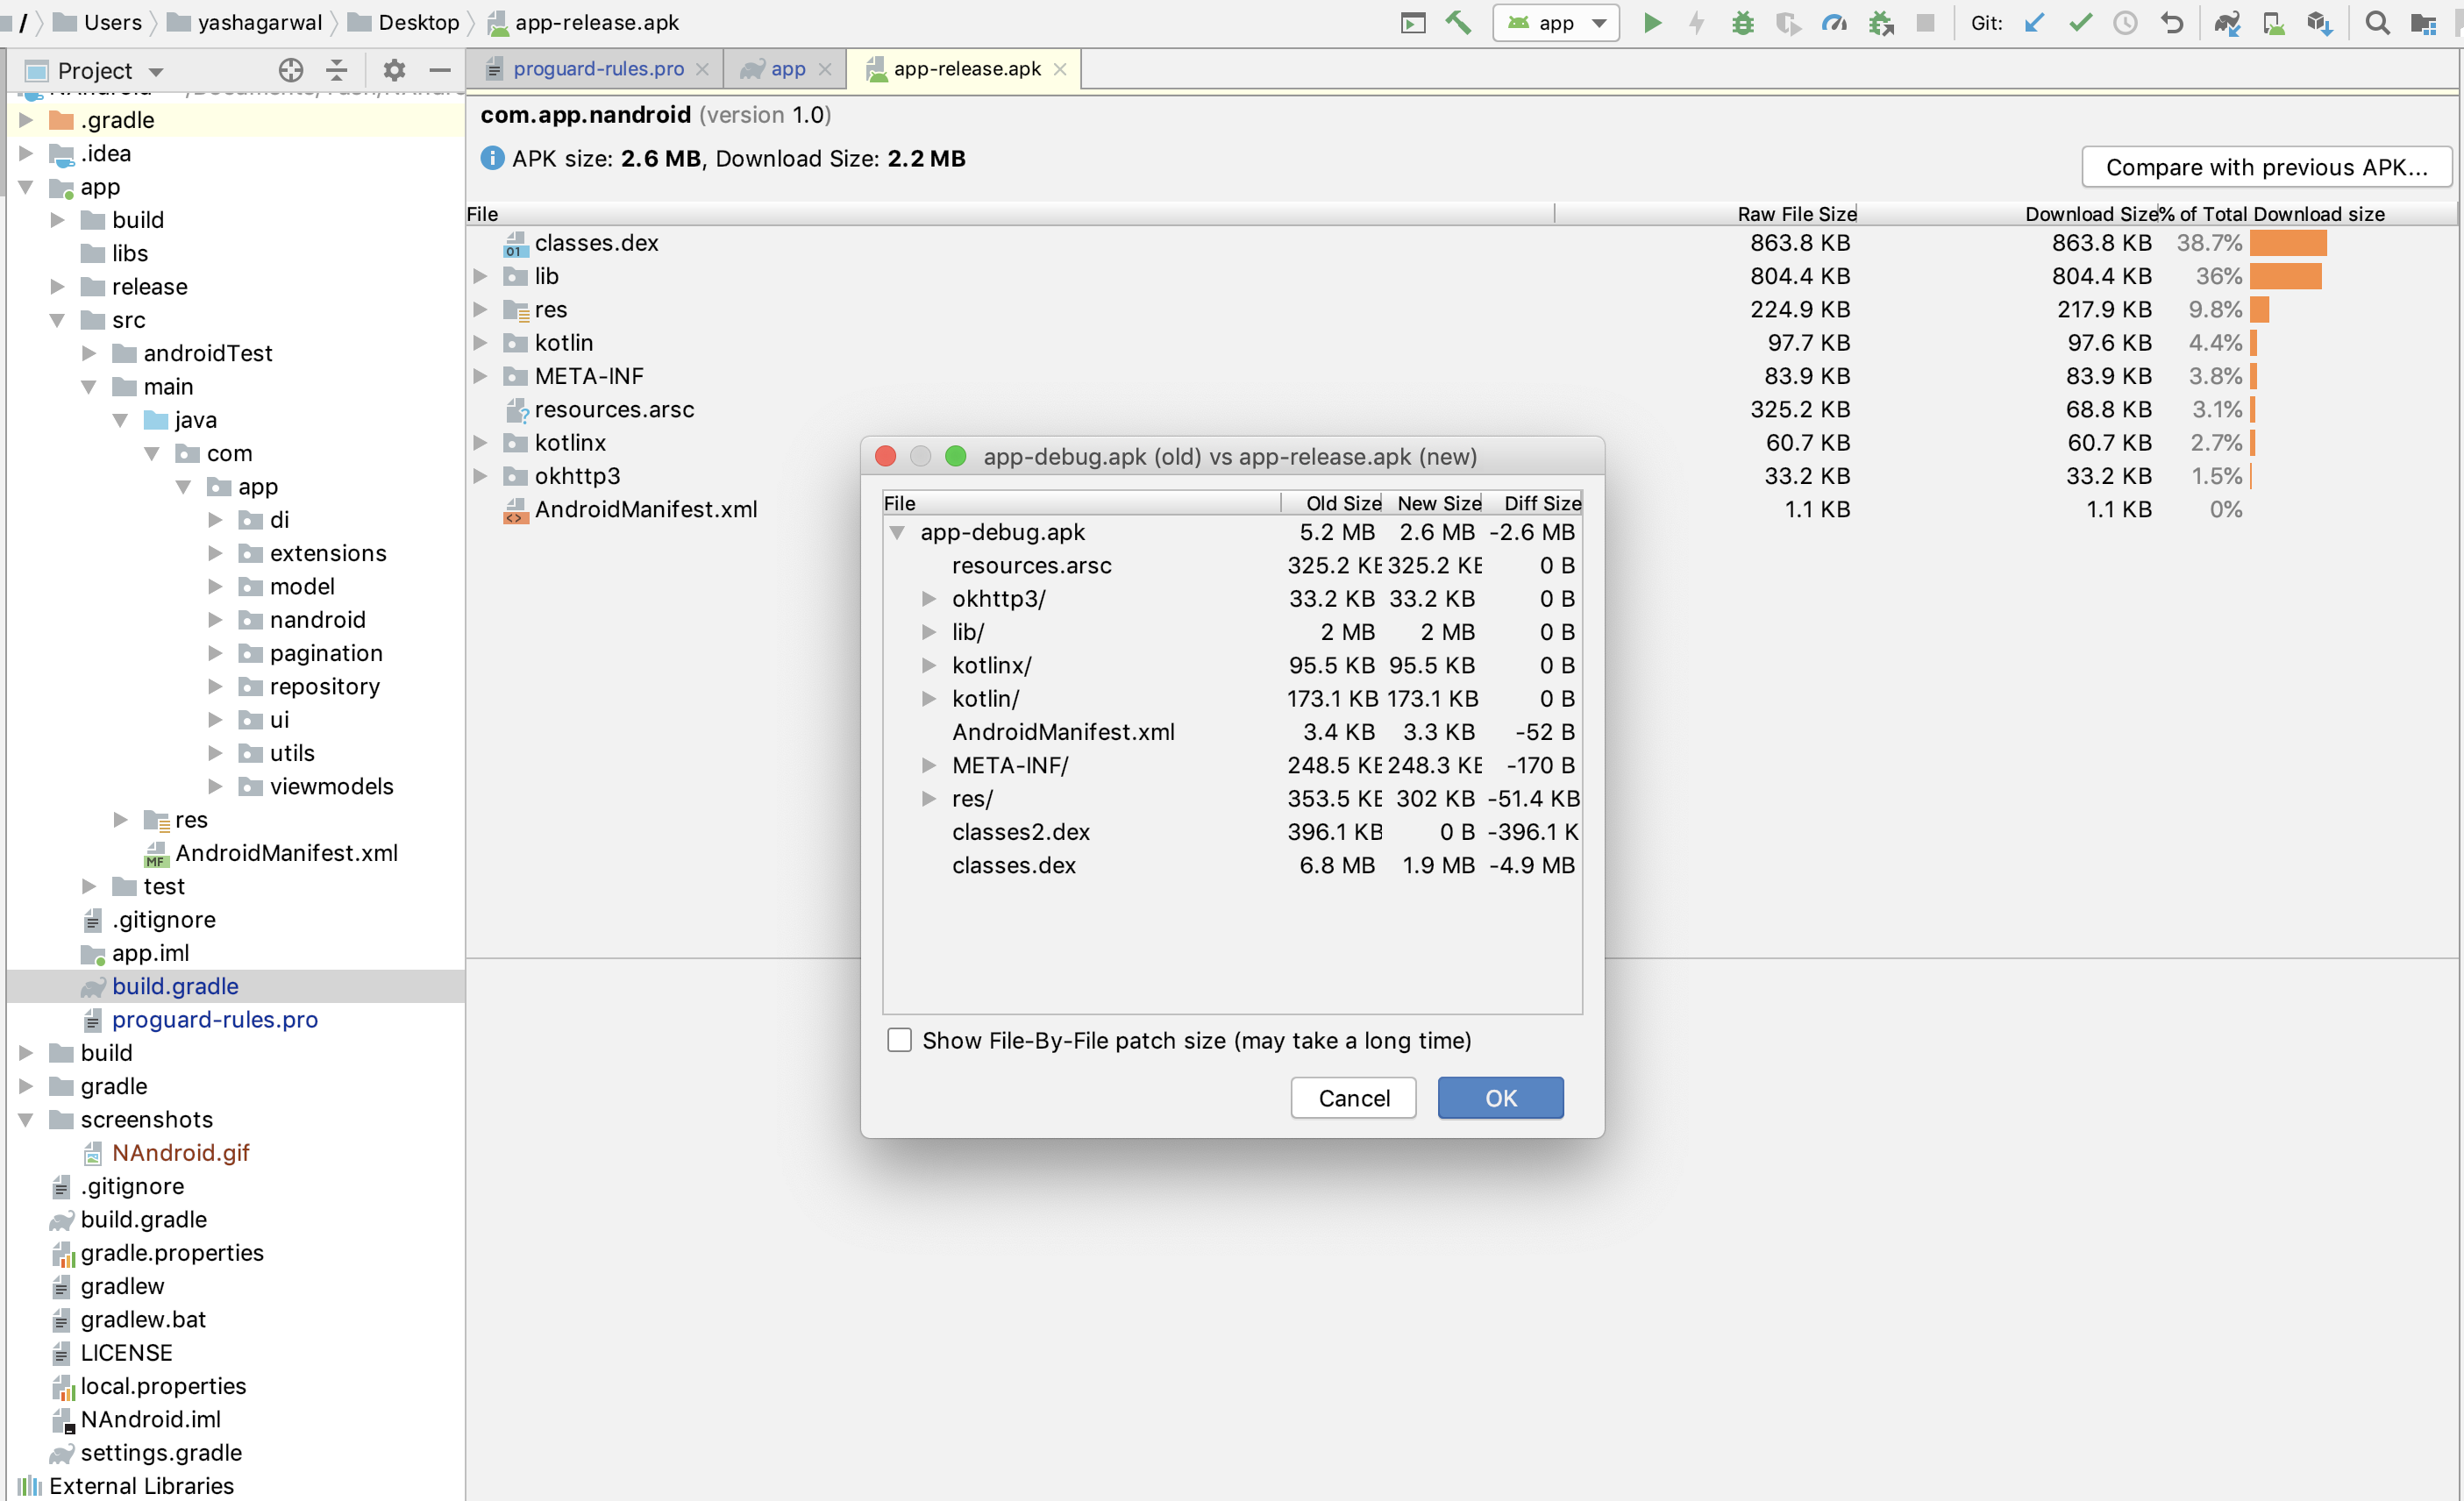 / Users yashagarwal Desktop app-release.apk
app Git:
Project
proguard-rules.pro app app-release.apk
.gradle
.idea
app
build
libs
release
src
androidTest
main
java
com
app
di
extensions
model
nandroid
pagination
repository
ui
utils
viewmodels
res
AndroidManifest.xml
test
.gitignore
app.iml
build.gradle
proguard-rules.pro
build
gradle
screenshots
NAndroid.gif
.gitignore
build.gradle
gradle.properties
gradlew
gradlew.bat
LICENSE
local.properties
NAndroid.iml
settings.gradle
External Libraries
com.app.nandroid (version 1.0)
APK size: 2.6 MB, Download Size: 2.2 MB
Compare with previous APK...
File Raw File Size Download Size % of Total Download size
classes.dex 863.8 KB 863.8 KB 38.7%
lib 804.4 KB 804.4 KB 36%
res 224.9 KB 217.9 KB 9.8%
kotlin 97.7 KB 97.6 KB 4.4%
META-INF 83.9 KB 83.9 KB 3.8%
resources.arsc 325.2 KB 68.8 KB 3.1%
kotlinx 60.7 KB 60.7 KB 2.7%
okhttp3 33.2 KB 33.2 KB 1.5%
AndroidManifest.xml 1.1 KB 1.1 KB 0%
app-debug.apk (old) vs app-release.apk (new)
File Old Size New Size Diff Size
app-debug.apk 5.2 MB 2.6 MB -2.6 MB
resources.arsc 325.2 KB 325.2 KB 0 B
okhttp3/ 33.2 KB 33.2 KB 0 B
lib/ 2 MB 2 MB 0 B
kotlinx/ 95.5 KB 95.5 KB 0 B
kotlin/ 173.1 KB 173.1 KB 0 B
AndroidManifest.xml 3.4 KB 3.3 KB -52 B
META-INF/ 248.5 KB 248.3 KB -170 B
res/ 353.5 KB 302 KB -51.4 KB
classes2.dex 396.1 KB 0 B -396.1 K
classes.dex 6.8 MB 1.9 MB -4.9 MB
Show File-By-File patch size (may take a long time)
Cancel OK